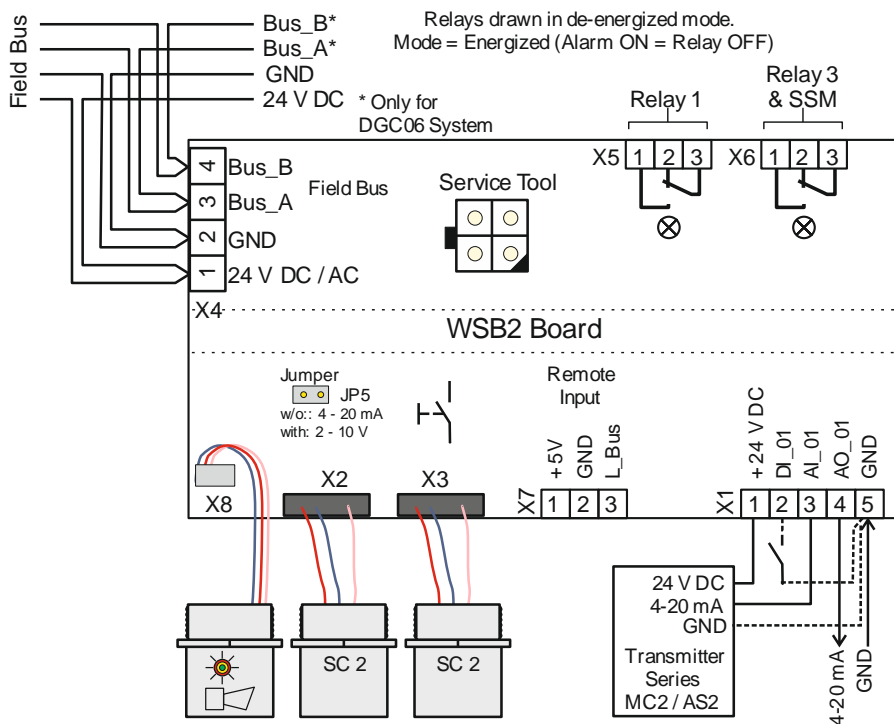 Field Bus
Bus_B*
Bus_A*
GND
24 V DC
* Only for
DGC06 System
Relays drawn in de-energized mode.
Mode = Energized (Alarm ON = Relay OFF)
Relay 1
Relay 3
& SSM
X5 1 2 3
X6 1 2 3
4 Bus_B
3 Bus_A
2 GND
1 24 V DC / AC
X4
Field Bus
Service Tool
WSB2 Board
Jumper
JP5
w/o:: 4 - 20 mA
with: 2 - 10 V
Remote
Input
+5V
GND
L_Bus
X7 1 2 3
+24 V DC
DI_01
AI_01
AO_01
GND
X1 1 2 3 4 5
X8
X2
X3
SC 2
SC 2
24 V DC
4-20 mA
GND
Transmitter
Series
MC2 / AS2
4-20 mA
GND